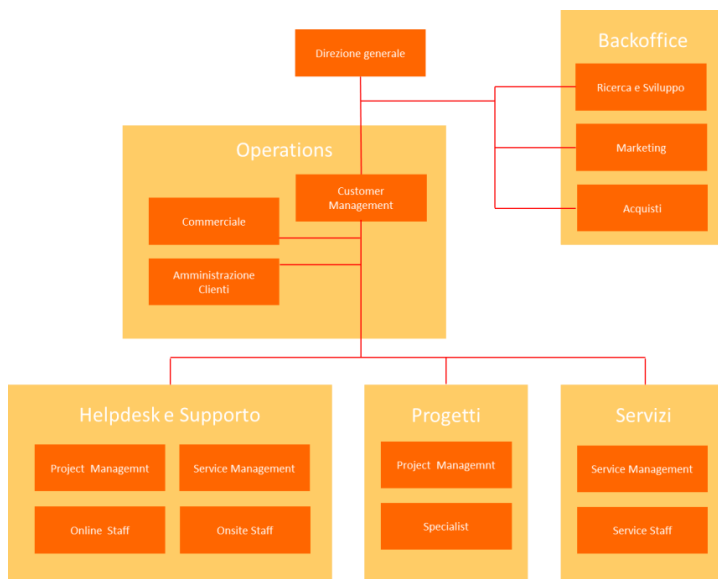 Direzione generale
Backoffice
Ricerca e Sviluppo
Marketing
Acquisti
Operations
Customer
Management
Commerciale
Amministrazione
Clienti
Helpdesk e Supporto
Project Managemnt
Service Management
Online Staff
Onsite Staff
Progetti
Project Managemnt
Specialist
Servizi
Service Management
Service Staff